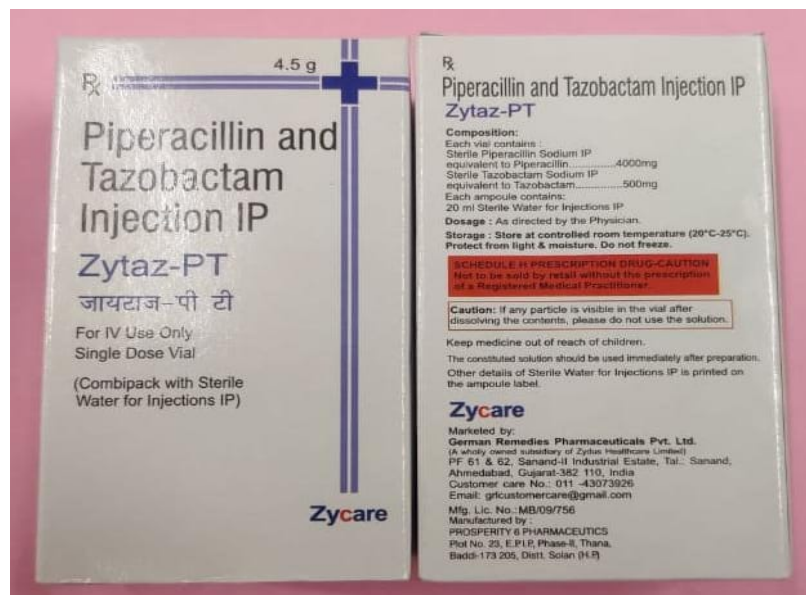 4.5 g
Rx
Piperacillin and
Tazobactam
Injection IP
Zytaz-PT
जायटाज-पी टी
For IV Use Only
Single Dose Vial
(Combipack with Sterile
Water for Injections IP)
Zycare
Rx
Piperacillin and Tazobactam Injection IP
Zytaz-PT
Composition:
Each vial contains :
Sterile Piperacillin Sodium IP
equivalent to Piperacillin..............4000mg
Sterile Tazobactam Sodium IP
equivalent to Tazobactam..............500mg
Each ampoule contains:
20 ml Sterile Water for Injections IP
Dosage : As directed by the Physician.
Storage : Store at controlled room temperature (20°C-25°C).
Protect from light & moisture. Do not freeze.
SCHEDULE H PRESCRIPTION DRUG-CAUTION
Not to be sold by retail without the prescription
of a Registered Medical Practitioner.
Caution: If any particle is visible in the vial after
dissolving the contents, please do not use the solution.
Keep medicine out of reach of children.
The constituted solution should be used immediately after preparation.
Other details of Sterile Water for Injections IP is printed on
the ampoule label.
Zycare
Marketed by:
German Remedies Pharmaceuticals Pvt. Ltd.
(A wholly owned subsidiary of Zydus Healthcare Limited)
PF 61 & 62, Sanand-II Industrial Estate, Tal.: Sanand,
Ahmedabad, Gujarat-382 110, India
Customer care No.: 011 -43073926
Email: grlcustomercare@gmail.com
Mfg. Lic. No.:MB/09/756
Manufactured by :
PROSPERITY 6 PHARMACEUTICS
Plot No. 23, E.P.I.P, Phase-II, Thana,
Baddi-173 205, Distt. Solan (H.P)